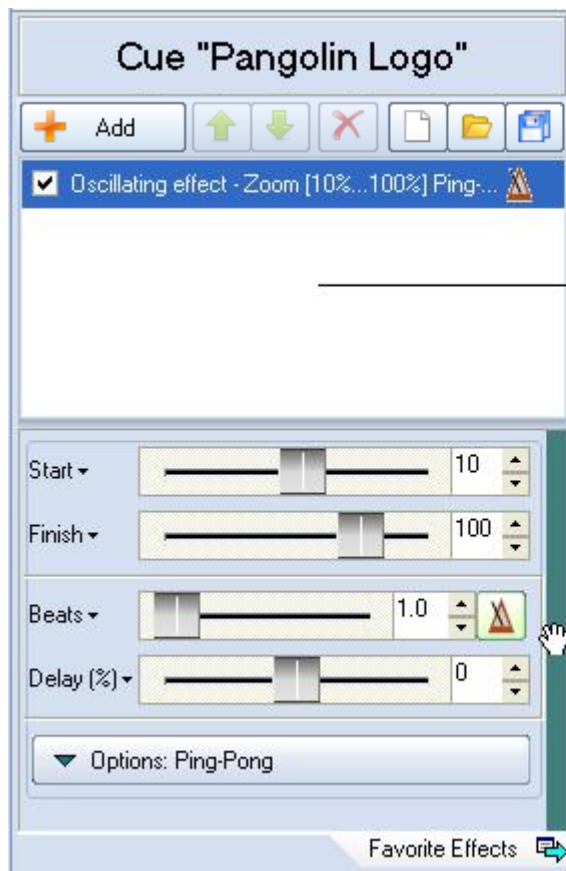 Cue "Pangolin Logo"
Add
Oscillating effect - Zoom [10%...100%] Ping-...
Start 10
Finish 100
Beats 1.0
Delay (%) 0
Options: Ping-Pong
Favorite Effects